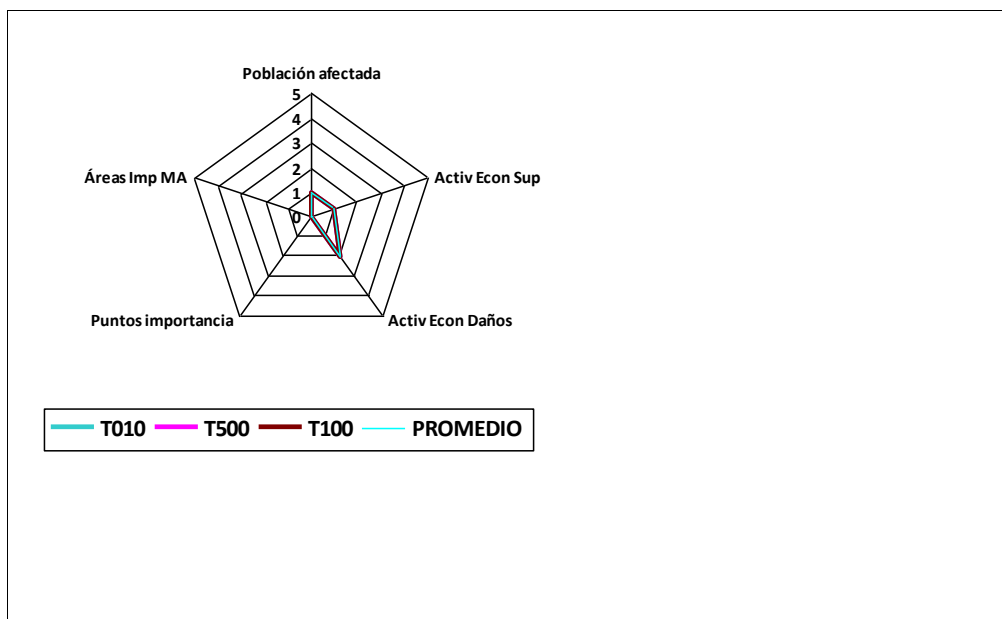 Población afectada
5
4
3
2
1
0
Áreas Imp MA
Activ Econ Sup
Puntos importancia
Activ Econ Daños
T010 T500 T100 PROMEDIO